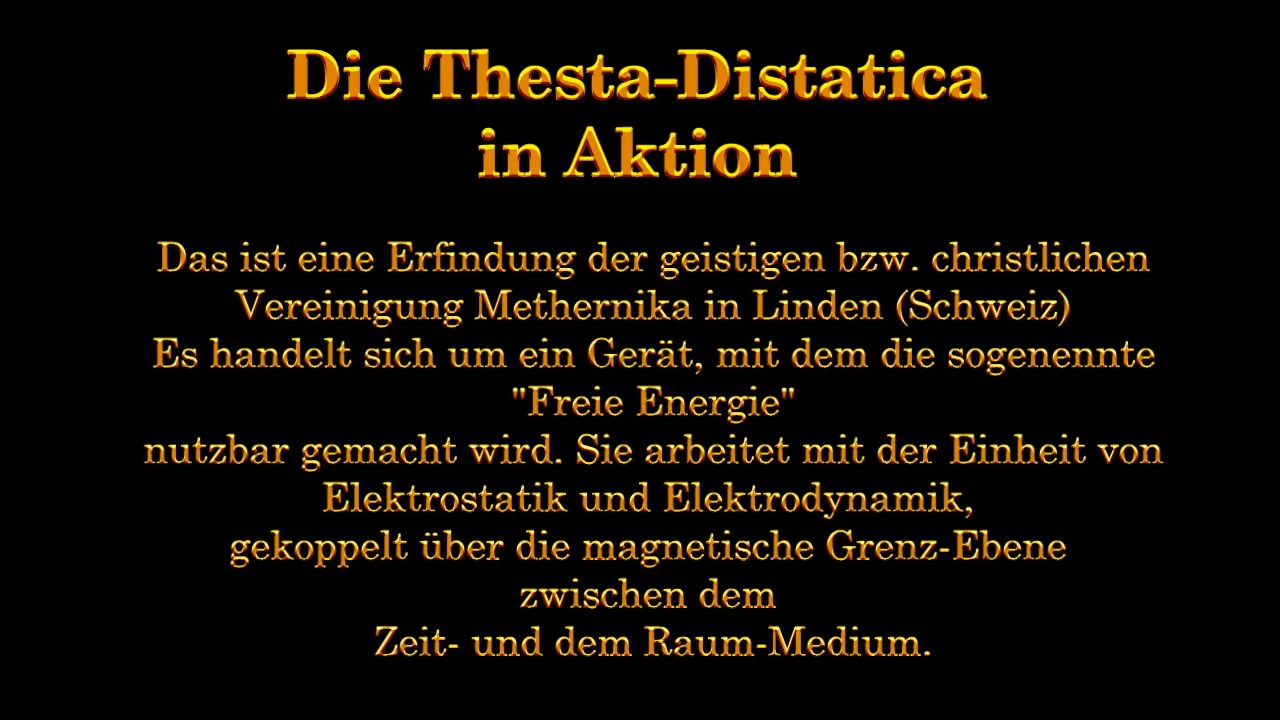 Die Thesta-Distatica
in Aktion
Das ist eine Erfindung der geistigen bzw. christlichen
Vereinigung Methernika in Linden (Schweiz)
Es handelt sich um ein Gerät, mit dem die sogenennte
"Freie Energie"
nutzbar gemacht wird. Sie arbeitet mit der Einheit von
Elektrostatik und Elektrodynamik,
gekoppelt über die magnetische Grenz-Ebene
zwischen dem
Zeit- und dem Raum-Medium.